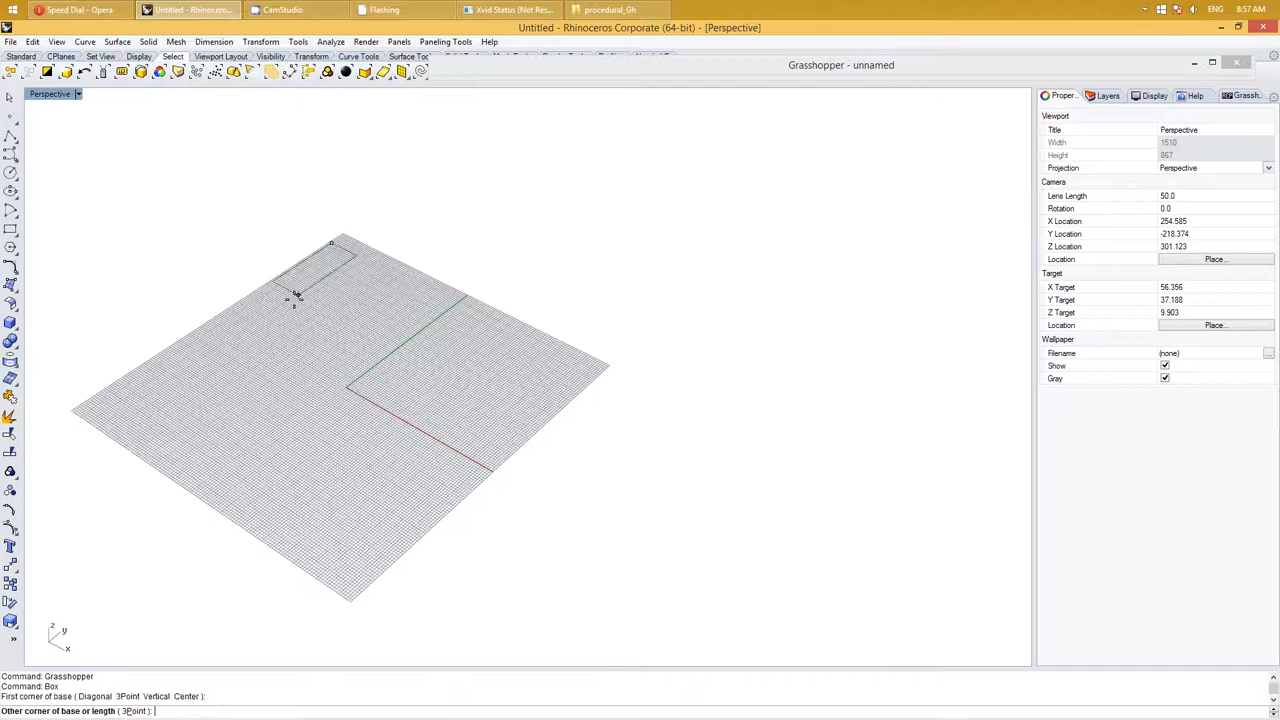 Speed Dial - Opera
Untitled - Rhinocero...
CamStudio
Flashing
Xvid Status (Not Res...
procedural_Gh
ENG
8:57 AM
Untitled - Rhinoceros Corporate (64-bit) - [Perspective]
File Edit View Curve Surface Solid Mesh Dimension Transform Tools Analyze Render Panels Paneling Tools Help
Standard CPlanes Set View Display Select Viewport Layout Visibility Transform Curve Tools Surface Too
Grasshopper - unnamed
Perspective
Proper... Layers Display Help Grassh...
Viewport
Title Perspective
Width 1510
Height 867
Projection Perspective
Camera
Lens Length 50.0
Rotation 0.0
X Location 254.585
Y Location -218.374
Z Location 301.123
Location Place...
Target
X Target 56.356
Y Target 37.188
Z Target 9.903
Location Place...
Wallpaper
Filename (none) ...
Show
Gray
z
y
x
Command: Grasshopper
Command: Box
First corner of base ( Diagonal 3Point Vertical Center ):
Other corner of base or length ( 3Point ):